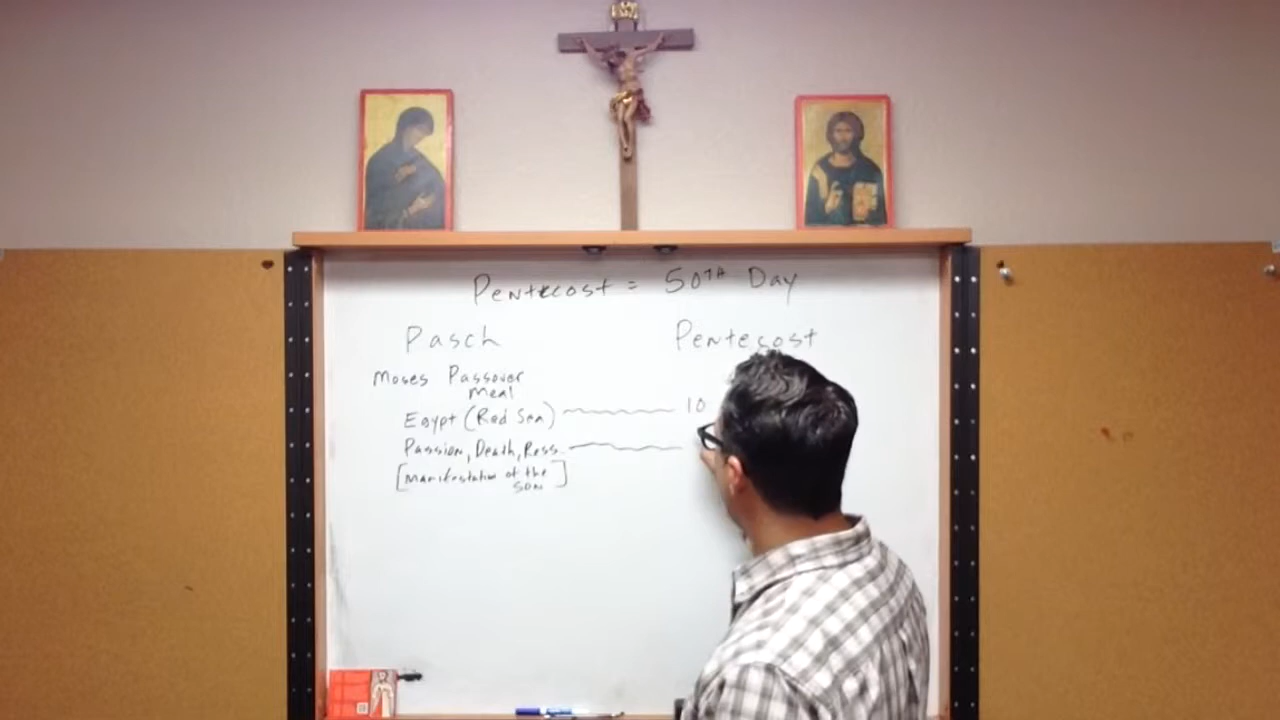 Pentecost = 50TH Day
Pasch
Pentecost
Moses Passover
meal
Egypt (Red Sea)
10
Passion, Death, Ress.
[Manifestation of the
SON]